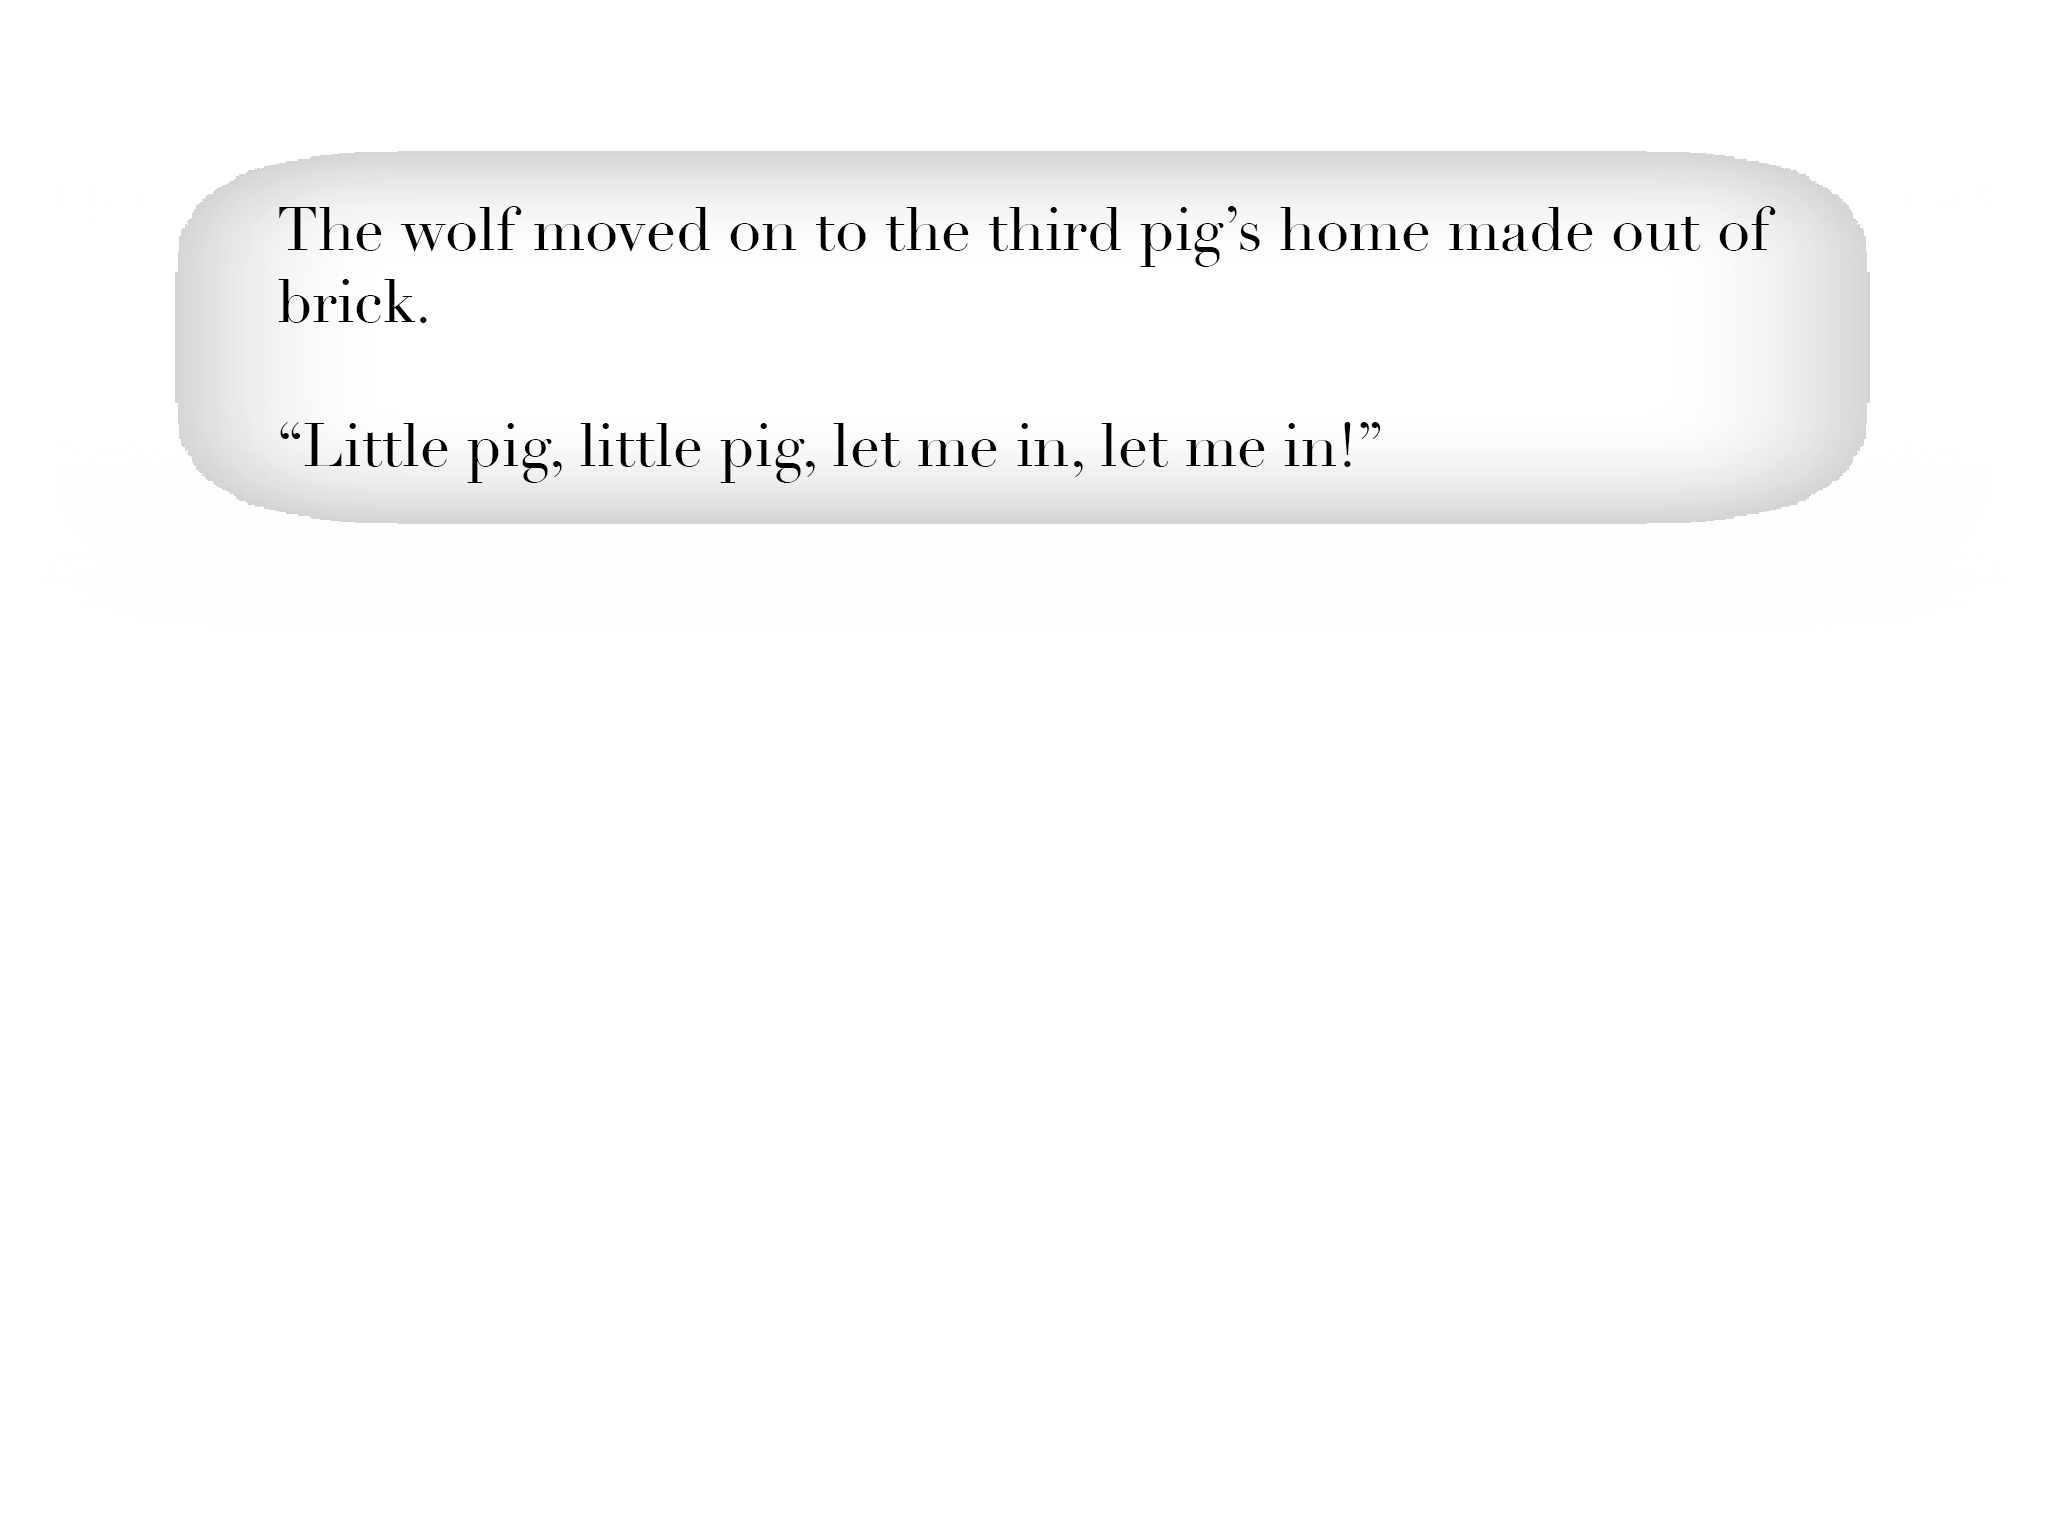 The wolf moved on to the third pig’s home made out of
brick.
“Little pig, little pig, let me in, let me in!”